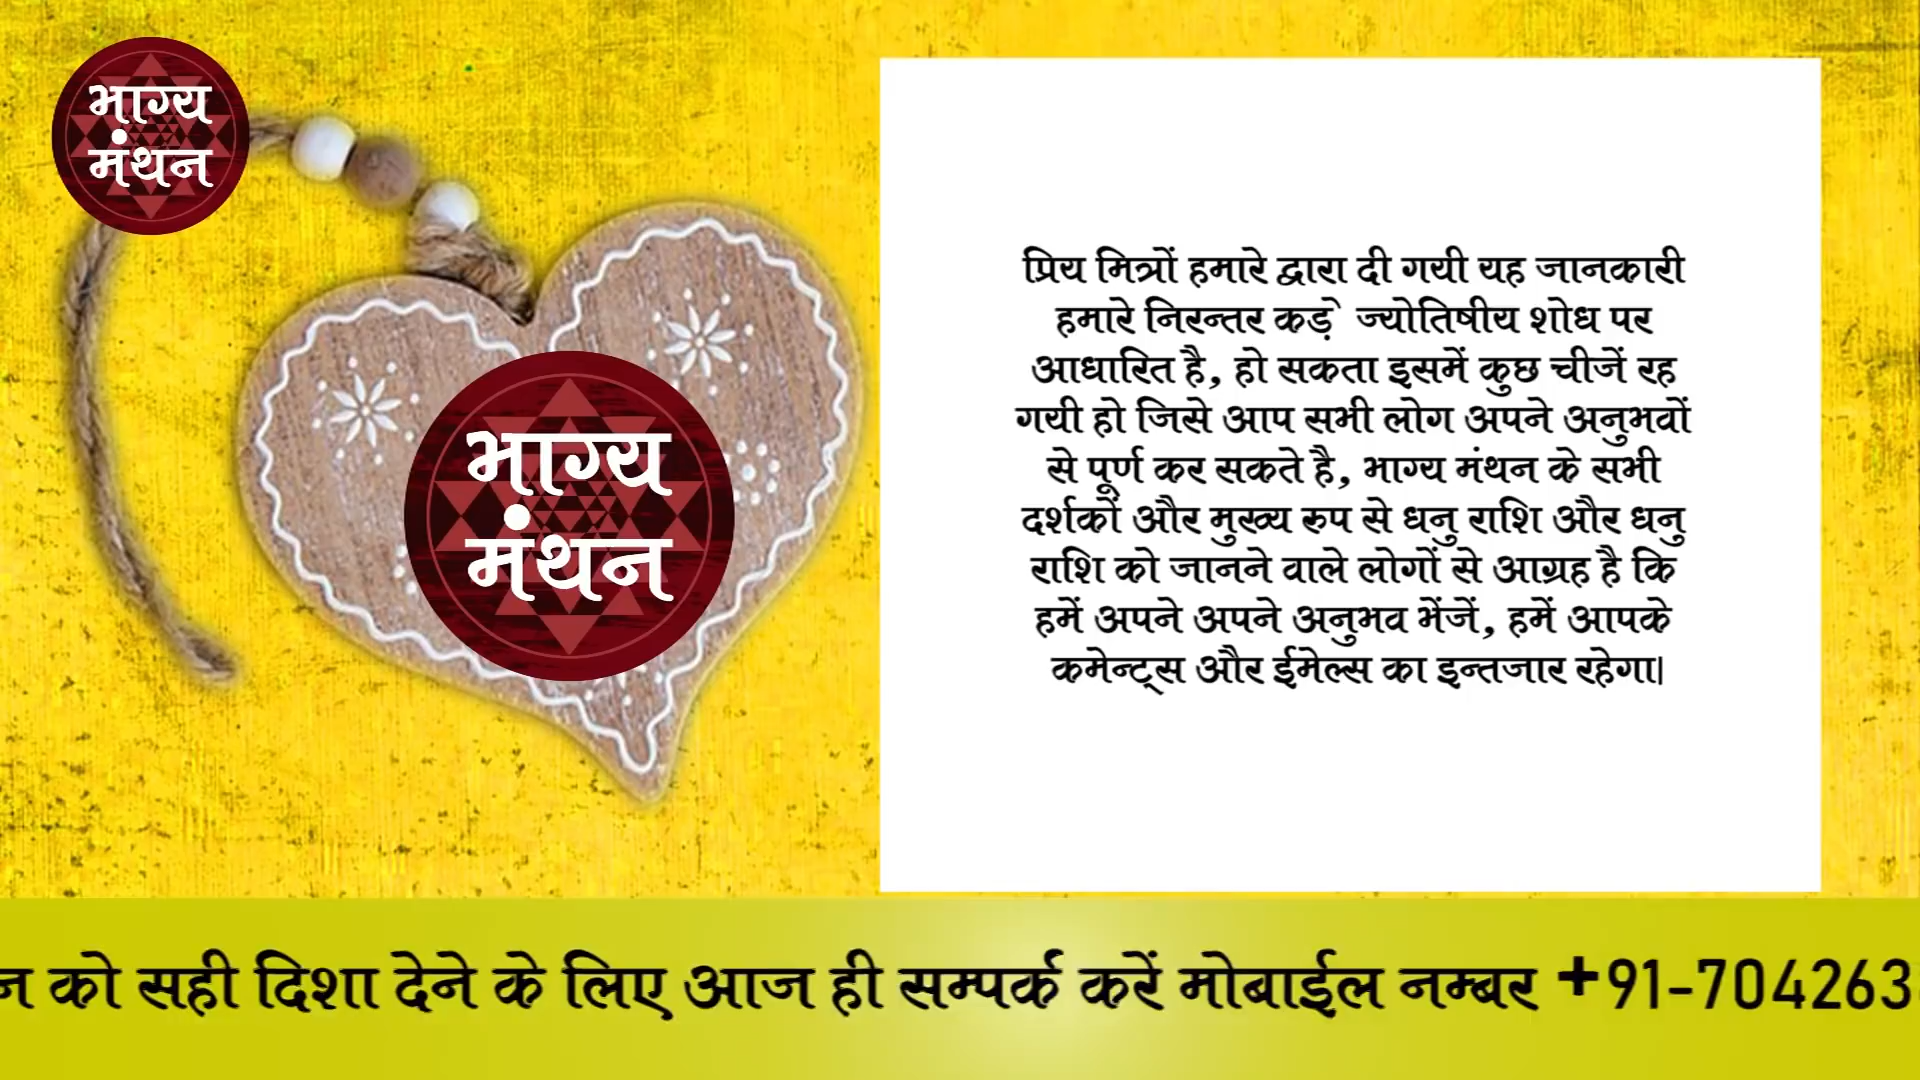 भाग्य
मंथन
भाग्य
मंथन
प्रिय मित्रों हमारे द्वारा दी गयी यह जानकारी
हमारे निरन्तर कड़े ज्योतिषीय शोध पर
आधारित है, हो सकता इसमें कुछ चीजें रह
गयी हो जिसे आप सभी लोग अपने अनुभवों
से पूर्ण कर सकते है, भाग्य मंथन के सभी
दर्शकों और मुख्य रुप से धनु राशि और धनु
राशि को जानने वाले लोगों से आग्रह है कि
हमें अपने अपने अनुभव भेंजें, हमें आपके
कमेन्ट्स और ईमेल्स का इन्तजार रहेगा|
न को सही दिशा देने के लिए आज ही सम्पर्क करें मोबाईल नम्बर +91-704263